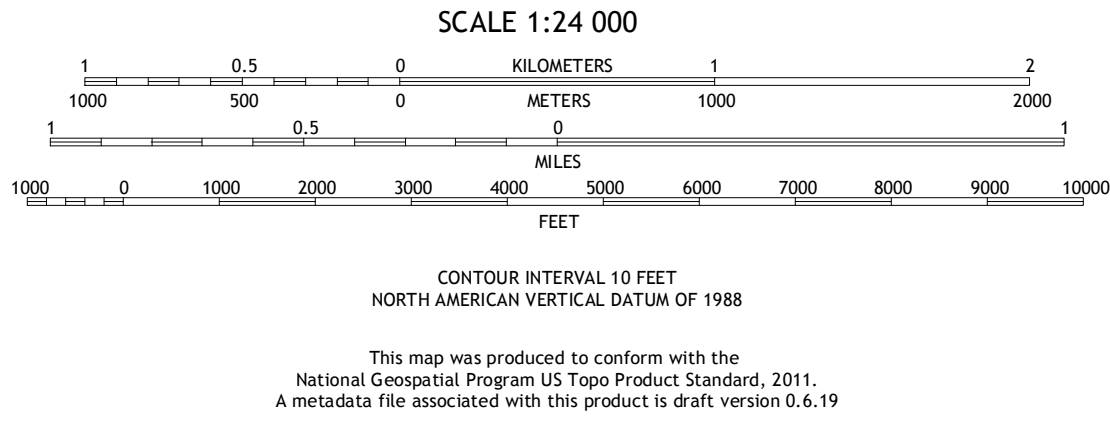 SCALE 1:24 000
1 0.5 0 KILOMETERS 1 2
1000 500 0 METERS 1000 2000
1 0.5 0 1
MILES
1000 0 1000 2000 3000 4000 5000 6000 7000 8000 9000 10000
FEET
CONTOUR INTERVAL 10 FEET
NORTH AMERICAN VERTICAL DATUM OF 1988
This map was produced to conform with the
National Geospatial Program US Topo Product Standard, 2011.
A metadata file associated with this product is draft version 0.6.19